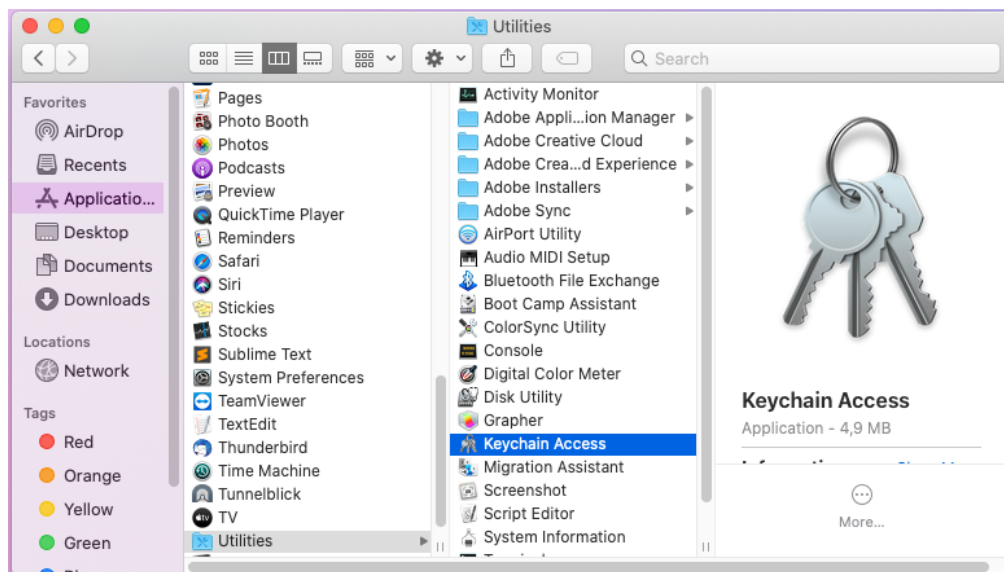 Utilities
Search
Favorites
AirDrop
Recents
Applicatio...
Desktop
Documents
Downloads
Locations
Network
Tags
Red
Orange
Yellow
Green
Pages
Photo Booth
Photos
Podcasts
Preview
QuickTime Player
Reminders
Safari
Siri
Stickies
Stocks
Sublime Text
System Preferences
TeamViewer
TextEdit
Thunderbird
Time Machine
Tunnelblick
TV
Utilities
Activity Monitor
Adobe Appli...ion Manager
Adobe Creative Cloud
Adobe Crea...d Experience
Adobe Installers
Adobe Sync
AirPort Utility
Audio MIDI Setup
Bluetooth File Exchange
Boot Camp Assistant
ColorSync Utility
Console
Digital Color Meter
Disk Utility
Grapher
Keychain Access
Migration Assistant
Screenshot
Script Editor
System Information
Keychain Access
Application - 4,9 MB
More...